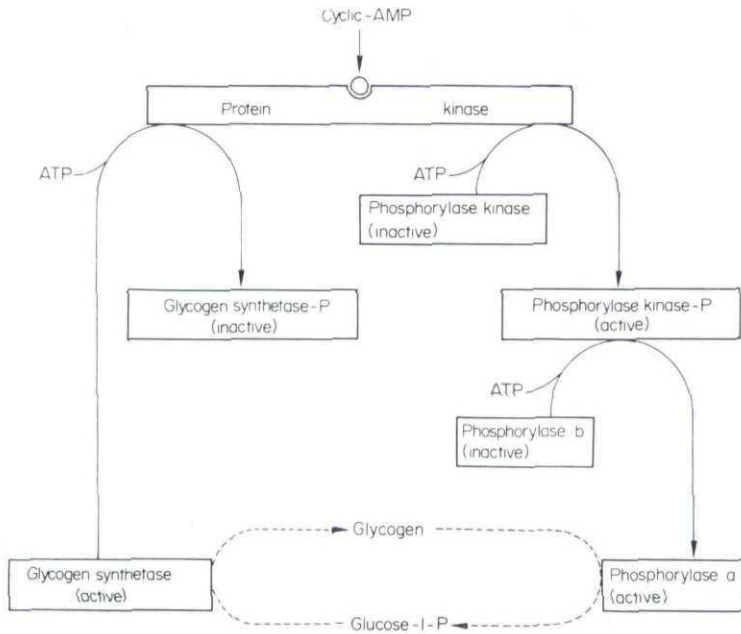 Cyclic-AMP
Protein kinase
ATP
ATP
Phosphorylase kinase
(inactive)
Glycogen synthetase-P
(inactive)
Phosphorylase kinase-P
(active)
ATP
Phosphorylase b
(inactive)
Glycogen
Glycogen synthetase
(active)
Phosphorylase a
(active)
Glucose-1-P